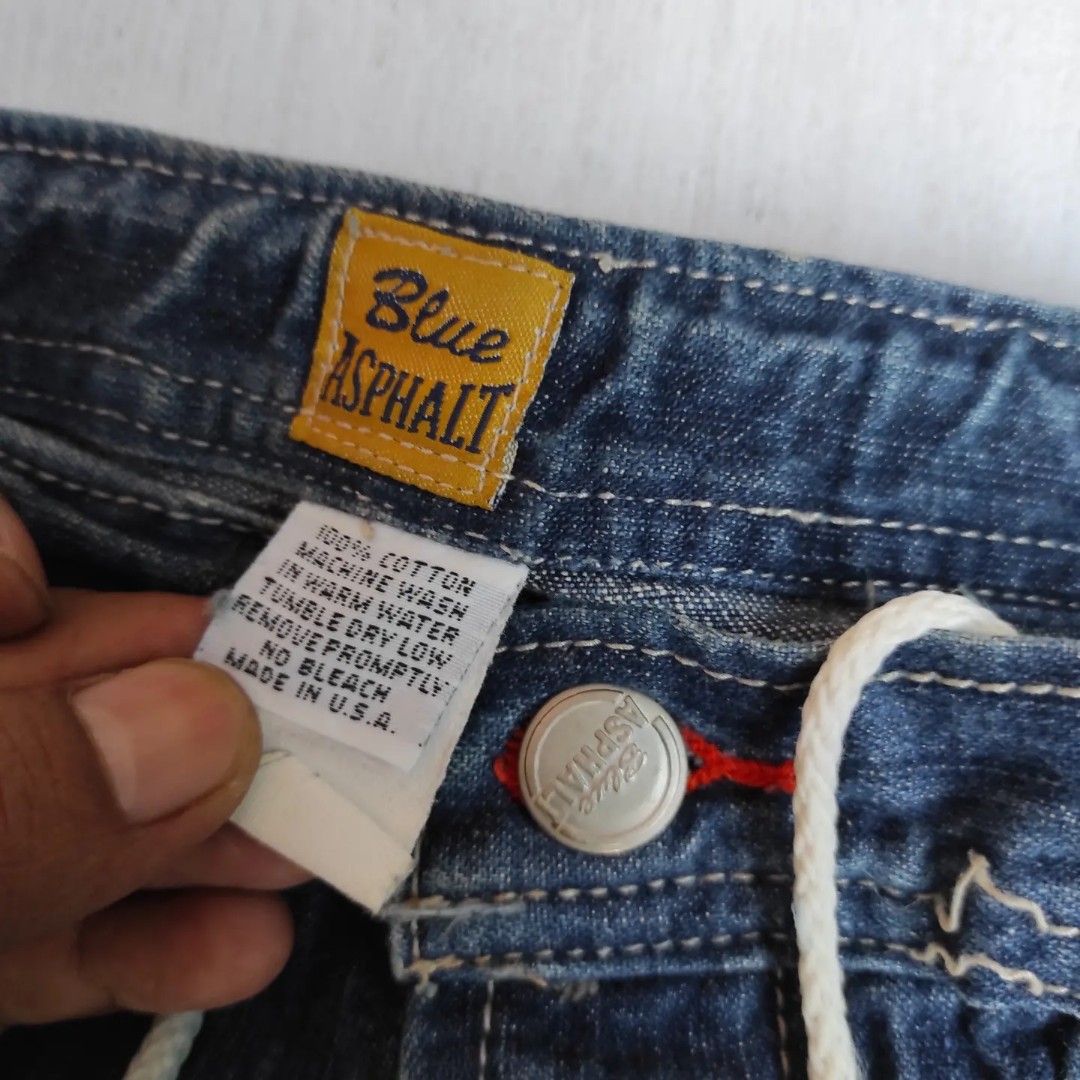 Blue
ASPHALT
100% COTTON
MACHINE WASH
IN WARM WATER
TUMBLE DRY LOW
REMOVE PROMPTLY
NO BLEACH
MADE IN U.S.A.
Blue
ASPHALT